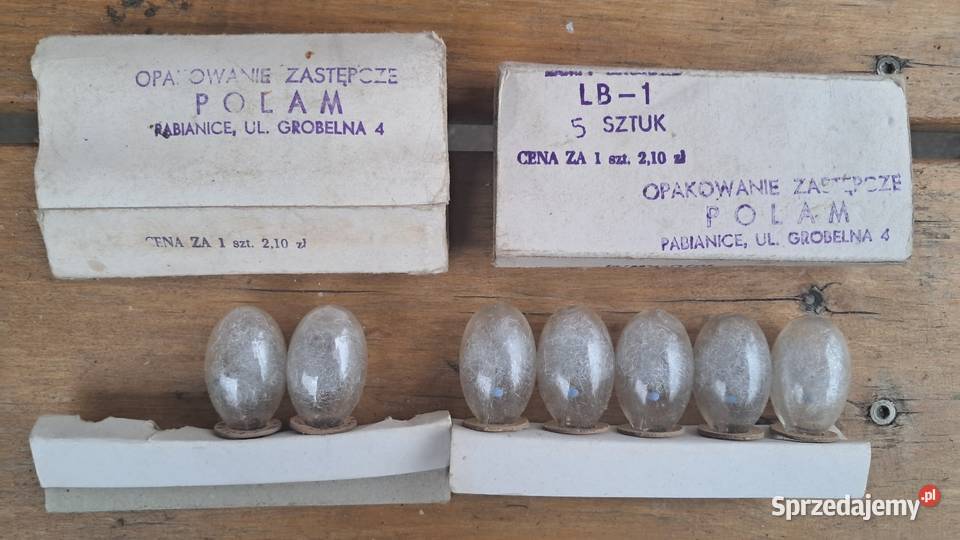 OPAKOWANIE ZASTĘPCZE
POLAM
PABIANICE, UL. GROBELNA 4
CENA ZA 1 szt. 2,10 zł
LB-1
5 SZTUK
CENA ZA 1 szt. 2,10 zł
OPAKOWANIE ZASTĘPCZE
POLAM
PABIANICE, UL. GROBELNA 4
Sprzedajemy.pl